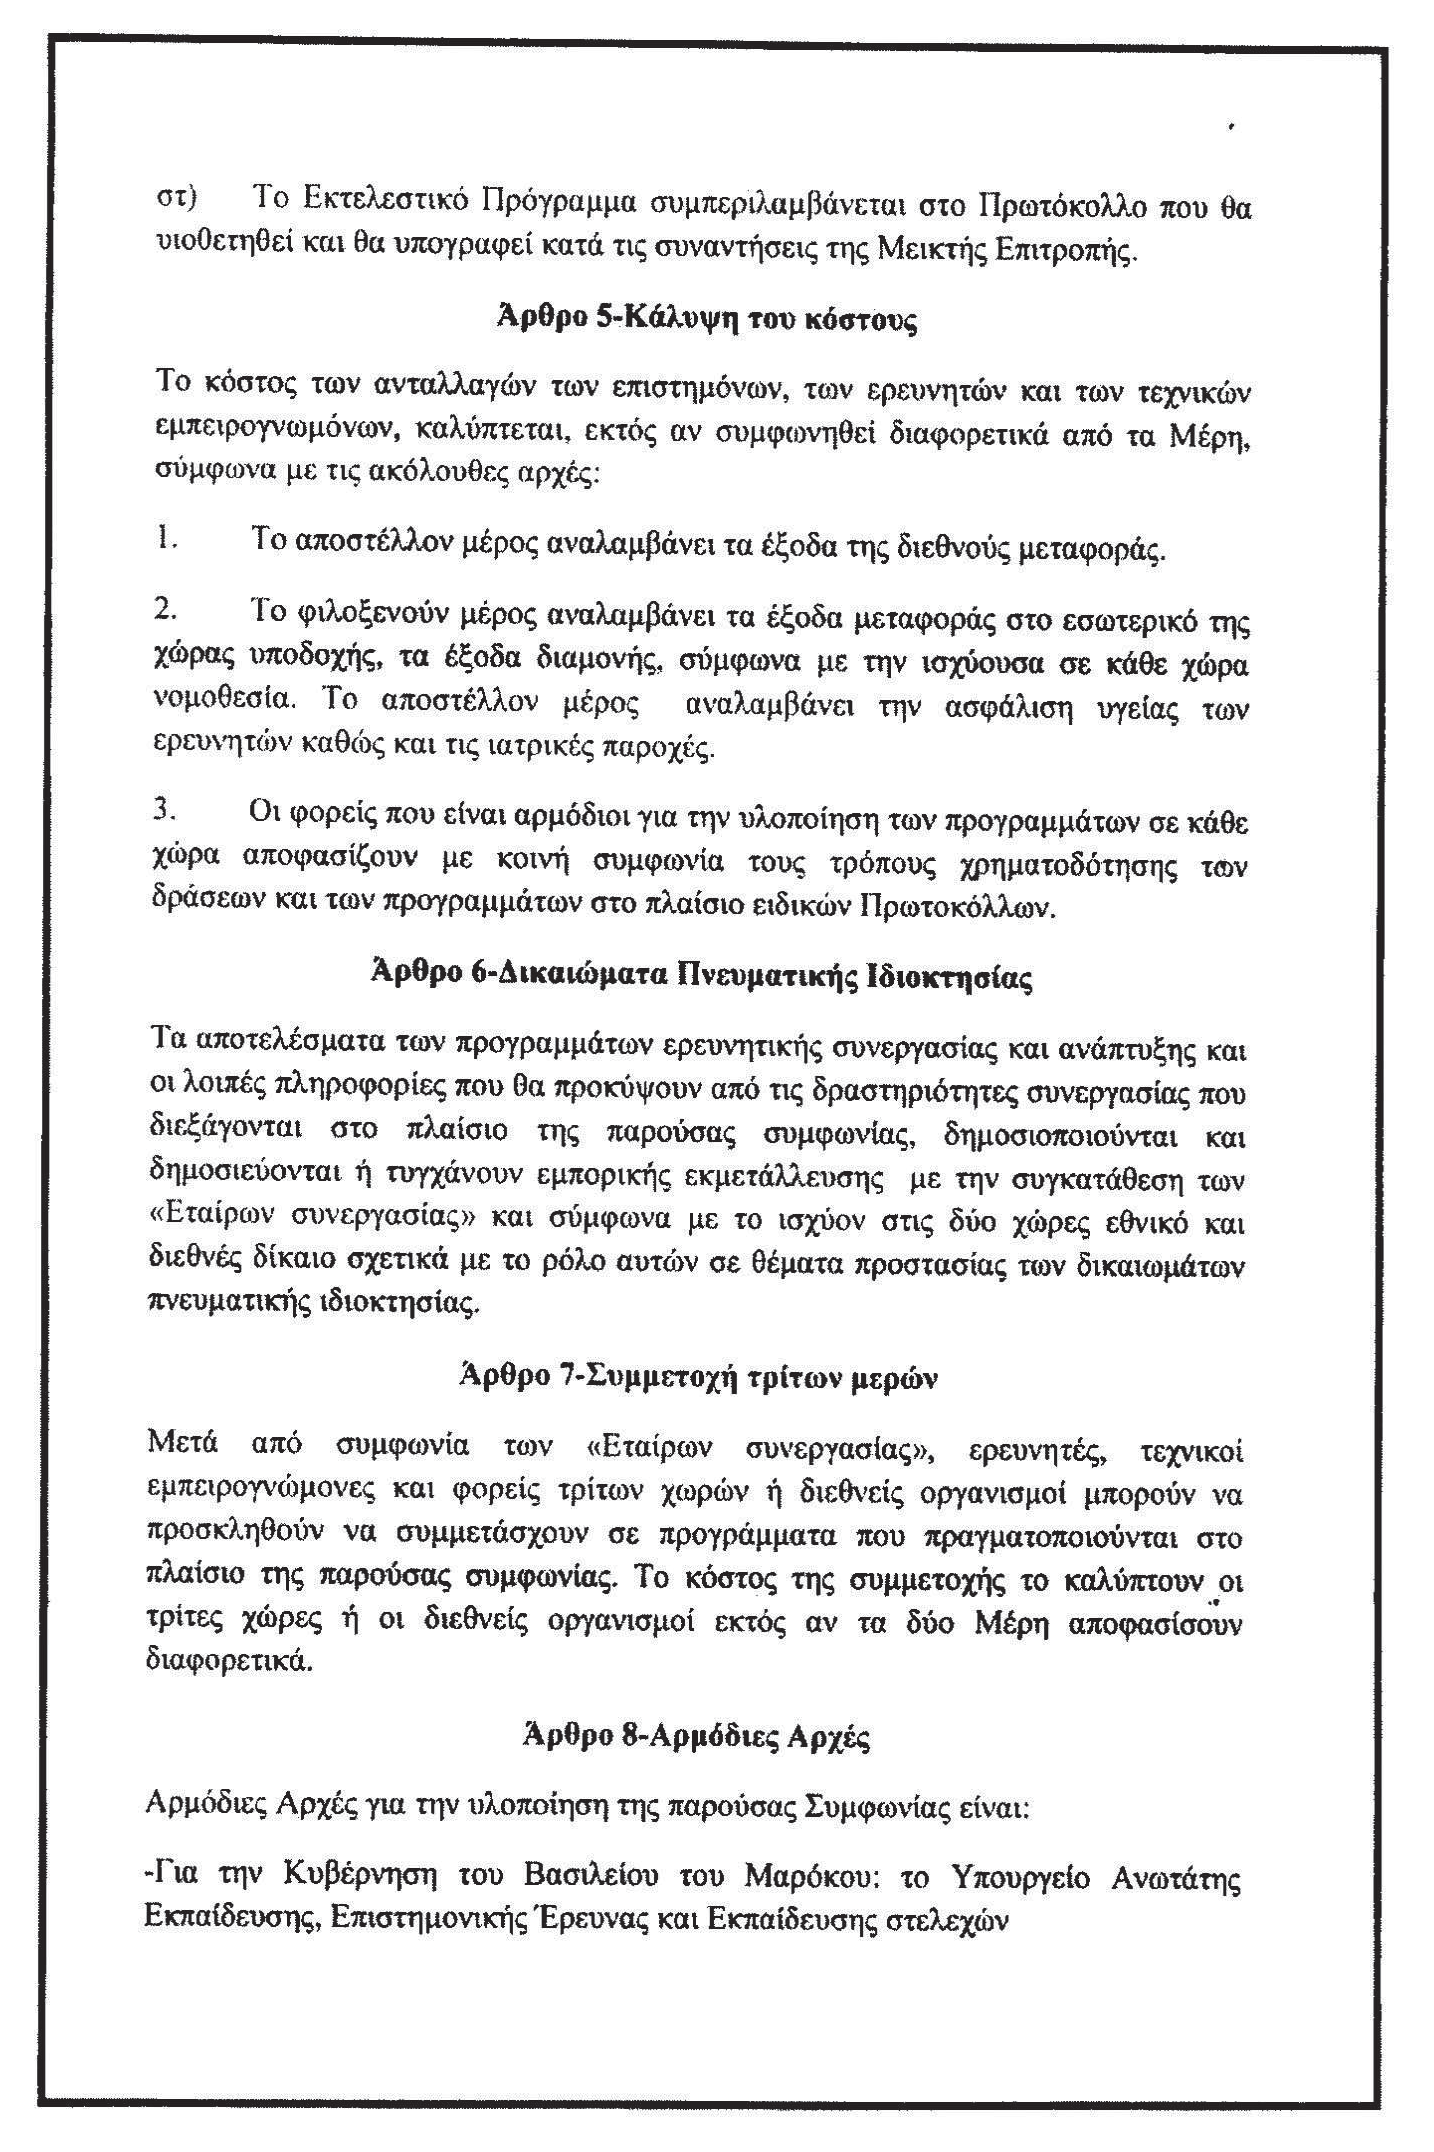 στ) Το Εκτελεστικό Πρόγραμμα συμπεριλαμβάνεται στο Πρωτόκολλο που θα
υιοθετηθεί και θα υπογραφεί κατά τις συναντήσεις της Μεικτής Επιτροπής.
Άρθρο 5-Κάλυψη του κόστους
Το κόστος των ανταλλαγών των επιστημόνων, των ερευνητών και των τεχνικών
εμπειρογνωμόνων, καλύπτεται, εκτός αν συμφωνηθεί διαφορετικά από τα Μέρη,
σύμφωνα με τις ακόλουθες αρχές:
1. Το αποστέλλον μέρος αναλαμβάνει τα έξοδα της διεθνούς μεταφοράς.
2. Το φιλοξενούν μέρος αναλαμβάνει τα έξοδα μεταφοράς στο εσωτερικό της
χώρας υποδοχής, τα έξοδα διαμονής, σύμφωνα με την ισχύουσα σε κάθε χώρα
νομοθεσία. Το αποστέλλον μέρος αναλαμβάνει την ασφάλιση υγείας των
ερευνητών καθώς και τις ιατρικές παροχές.
3. Οι φορείς που είναι αρμόδιοι για την υλοποίηση των προγραμμάτων σε κάθε
χώρα αποφασίζουν με κοινή συμφωνία τους τρόπους χρηματοδότησης των
δράσεων και των προγραμμάτων στο πλαίσιο ειδικών Πρωτοκόλλων.
Άρθρο 6-Δικαιώματα Πνευματικής Ιδιοκτησίας
Τα αποτελέσματα των προγραμμάτων ερευνητικής συνεργασίας και ανάπτυξης και
οι λοιπές πληροφορίες που θα προκύψουν από τις δραστηριότητες συνεργασίας που
διεξάγονται στο πλαίσιο της παρούσας συμφωνίας, δημοσιοποιούνται και
δημοσιεύονται ή τυγχάνουν εμπορικής εκμετάλλευσης με την συγκατάθεση των
«Εταίρων συνεργασίας» και σύμφωνα με το ισχύον στις δύο χώρες εθνικό και
διεθνές δίκαιο σχετικά με το ρόλο αυτών σε θέματα προστασίας των δικαιωμάτων
πνευματικής ιδιοκτησίας.
Άρθρο 7-Συμμετοχή τρίτων μερών
Μετά από συμφωνία των «Εταίρων συνεργασίας», ερευνητές, τεχνικοί
εμπειρογνώμονες και φορείς τρίτων χωρών ή διεθνείς οργανισμοί μπορούν να
προσκληθούν να συμμετάσχουν σε προγράμματα που πραγματοποιούνται στο
πλαίσιο της παρούσας συμφωνίας. Το κόστος της συμμετοχής το καλύπτουν οι
τρίτες χώρες ή οι διεθνείς οργανισμοί εκτός αν τα δύο Μέρη αποφασίσουν
διαφορετικά.
Άρθρο 8-Αρμόδιες Αρχές
Αρμόδιες Αρχές για την υλοποίηση της παρούσας Συμφωνίας είναι:
-Για την Κυβέρνηση του Βασιλείου του Μαρόκου: το Υπουργείο Ανωτάτης
Εκπαίδευσης, Επιστημονικής Έρευνας και Εκπαίδευσης στελεχών